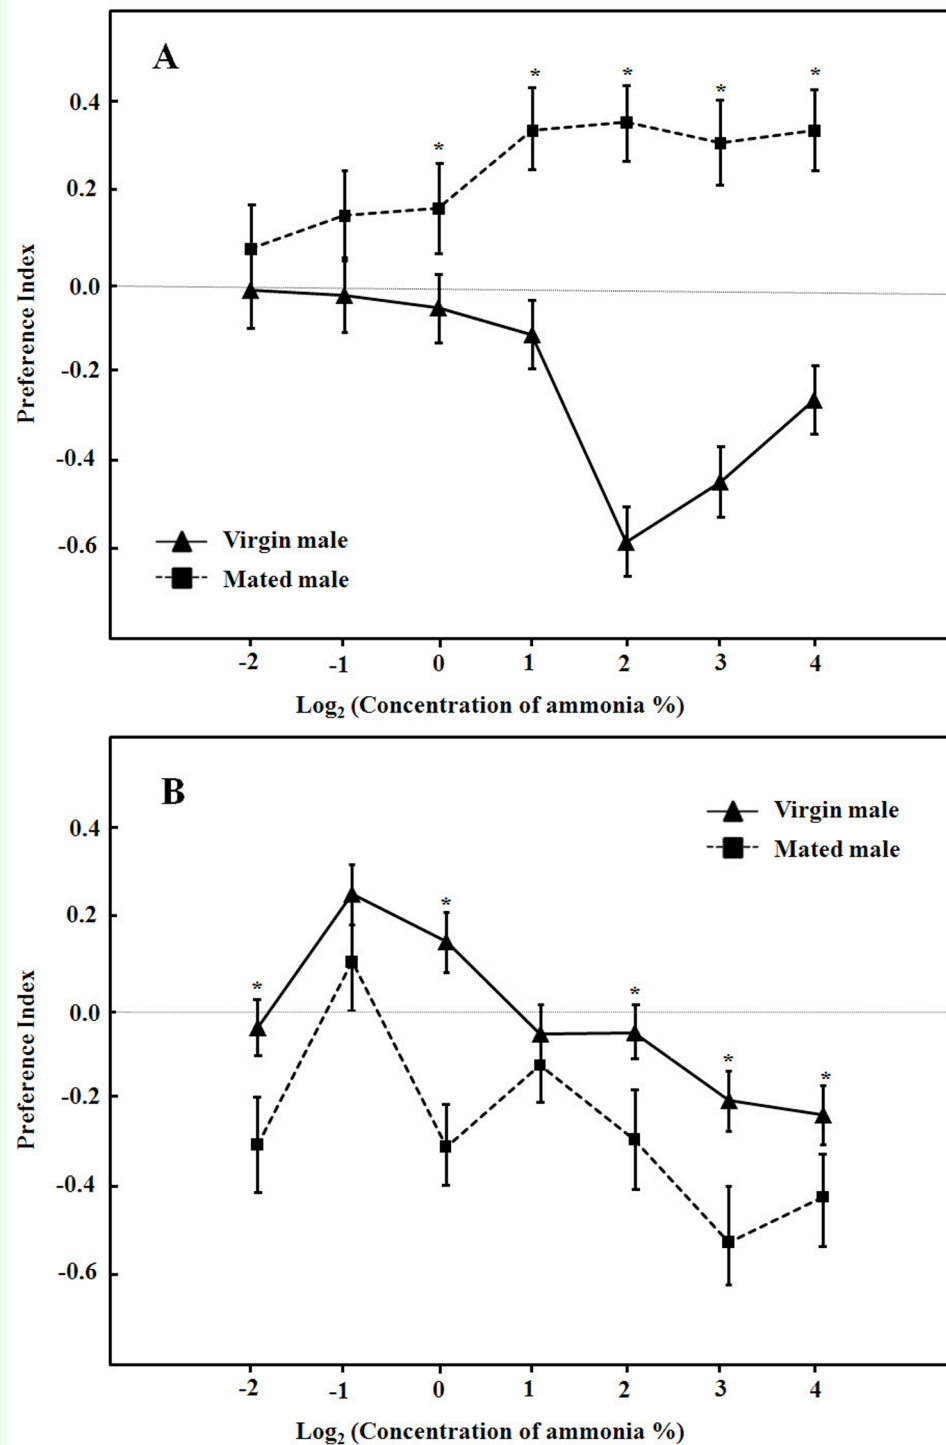 A
*
*
*
*
*
0.4
0.2
0.0
-0.2
-0.4
-0.6
Preference Index
Virgin male
Mated male
-2 -1 0 1 2 3 4
Log₂ (Concentration of ammonia %)
B
Virgin male
Mated male
*
*
*
*
*
0.4
0.2
0.0
-0.2
-0.4
-0.6
Preference Index
-2 -1 0 1 2 3 4
Log₂ (Concentration of ammonia %)